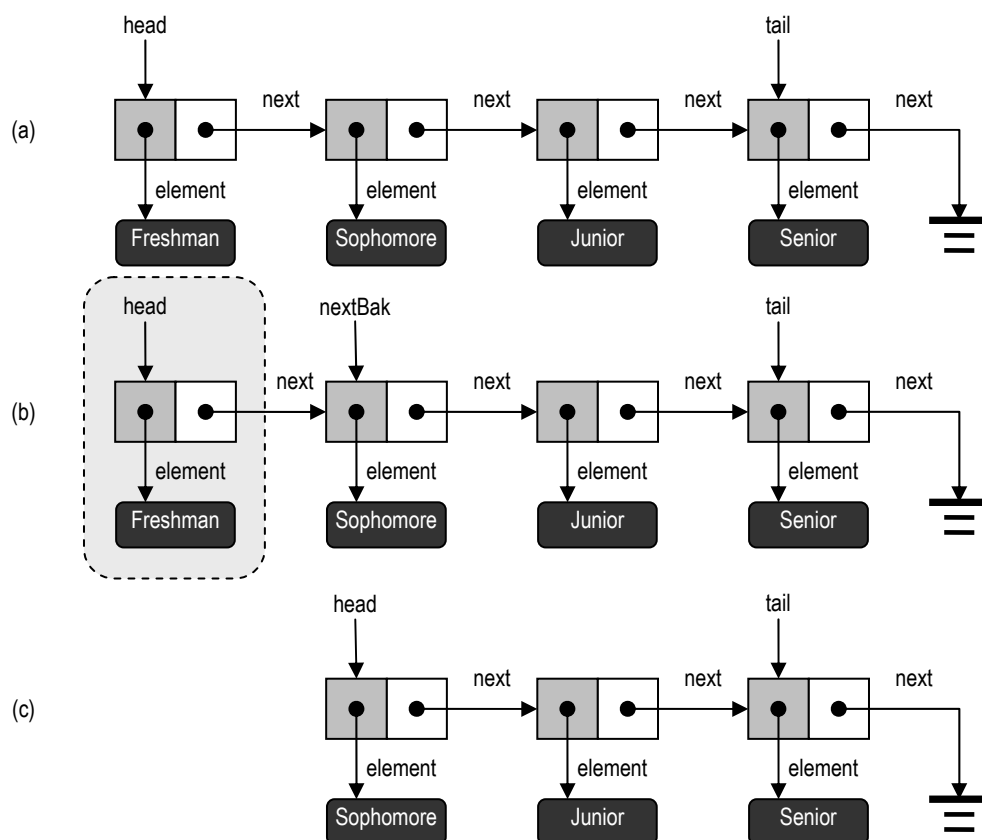 head tail
next next next next
(a)
element element element element
Freshman Sophomore Junior Senior
head nextBak tail
next next next next
(b)
element element element element
Freshman Sophomore Junior Senior
head tail
next next next
(c)
element element element
Sophomore Junior Senior